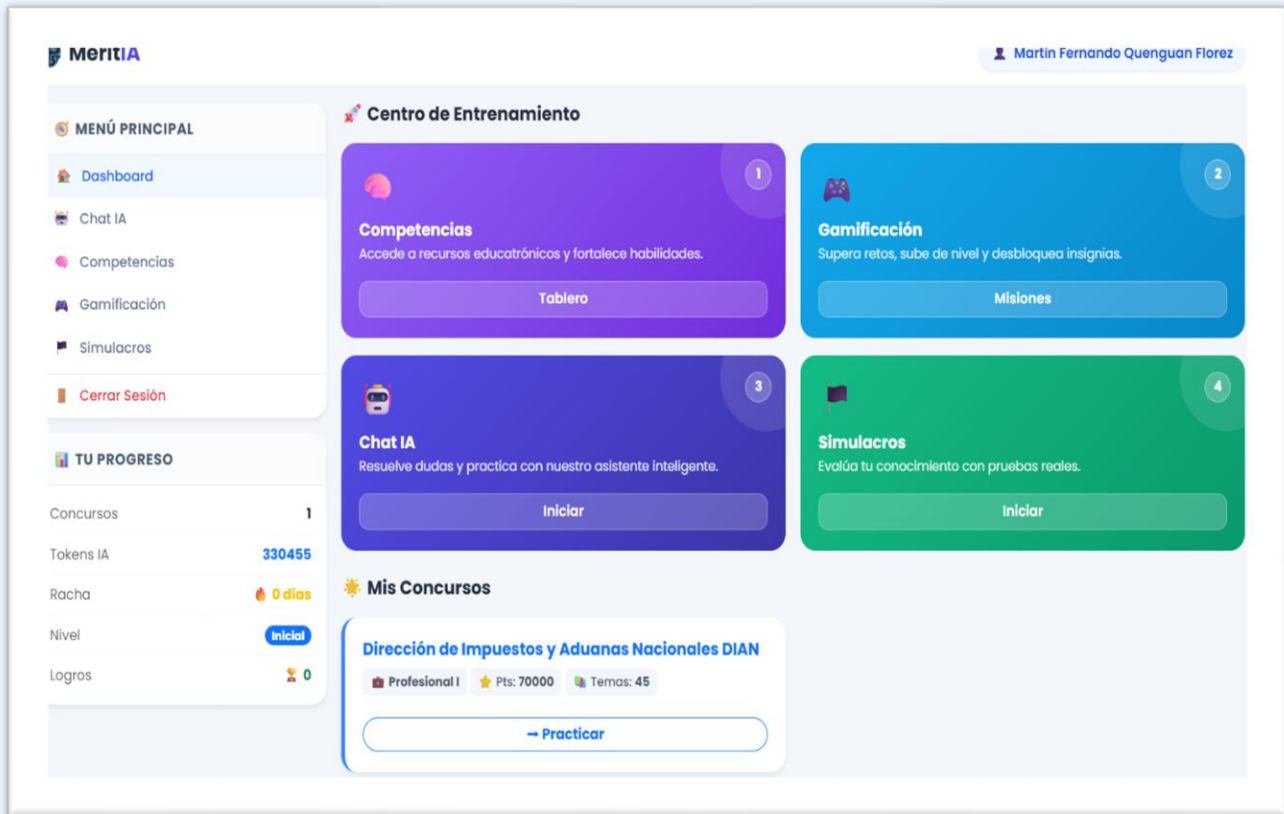 MeritIA
Martin Fernando Quenguan Florez
MENÚ PRINCIPAL
Dashboard
Chat IA
Competencias
Gamificación
Simulacros
Cerrar Sesión
TU PROGRESO
Concursos 1
Tokens IA 330455
Racha 0 días
Nivel Inicial
Logros 0
Centro de Entrenamiento
1
Competencias
Accede a recursos educatrónicos y fortalece habilidades.
Tablero
2
Gamificación
Supera retos, sube de nivel y desbloquea insignias.
Misiones
3
Chat IA
Resuelve dudas y practica con nuestro asistente inteligente.
Iniciar
4
Simulacros
Evalúa tu conocimiento con pruebas reales.
Iniciar
Mis Concursos
Dirección de Impuestos y Aduanas Nacionales DIAN
Profesional I Pts: 70000 Temas: 45
→ Practicar